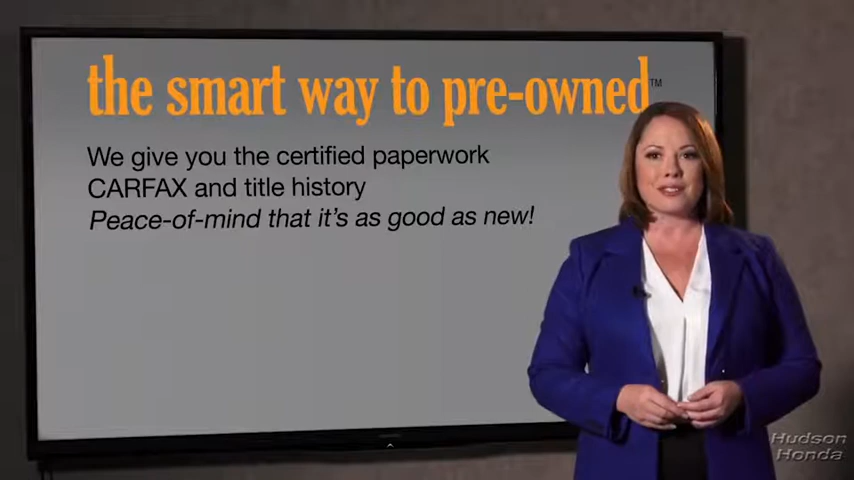 the smart way to pre-owned™
We give you the certified paperwork
CARFAX and title history
Peace-of-mind that it's as good as new!
Hudson
Honda